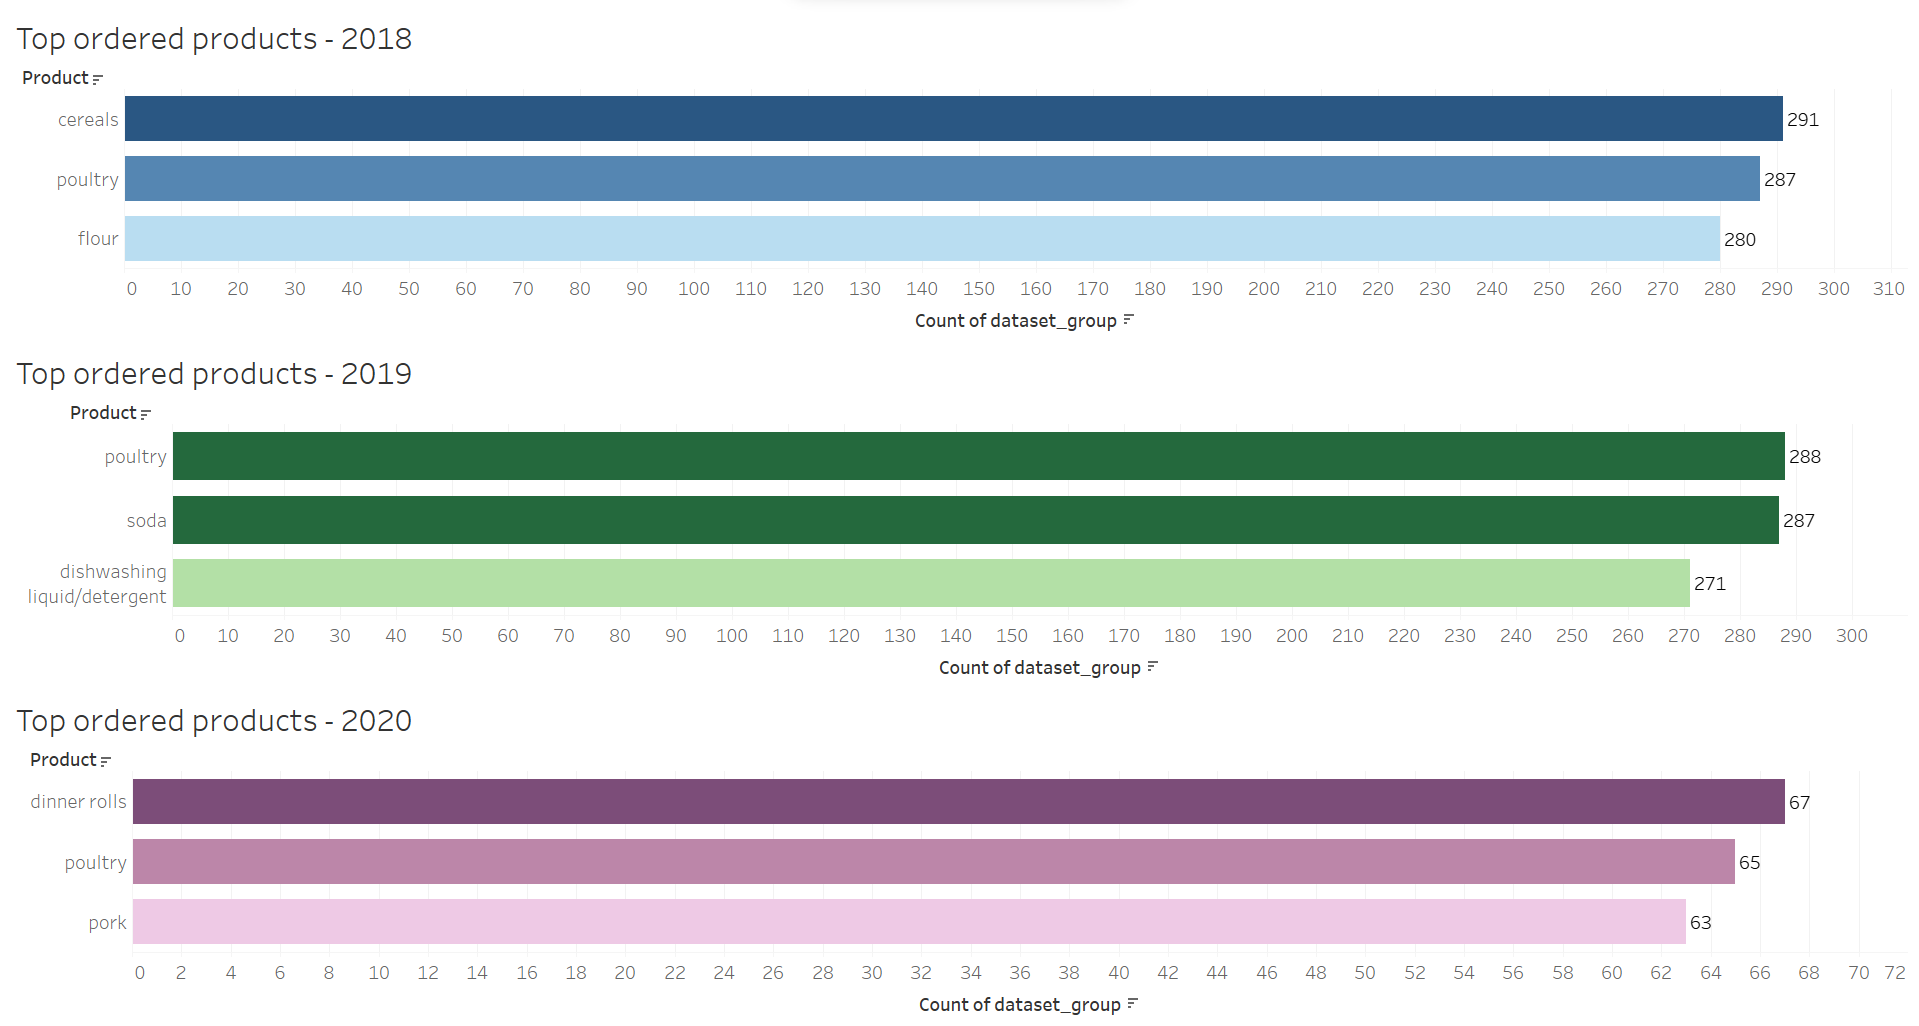 Top ordered products - 2018
Product
cereals 291
poultry 287
flour 280
0 10 20 30 40 50 60 70 80 90 100 110 120 130 140 150 160 170 180 190 200 210 220 230 240 250 260 270 280 290 300 310
Count of dataset_group
Top ordered products - 2019
Product
poultry 288
soda 287
dishwashing
liquid/detergent 271
0 10 20 30 40 50 60 70 80 90 100 110 120 130 140 150 160 170 180 190 200 210 220 230 240 250 260 270 280 290 300
Count of dataset_group
Top ordered products - 2020
Product
dinner rolls 67
poultry 65
pork 63
0 2 4 6 8 10 12 14 16 18 20 22 24 26 28 30 32 34 36 38 40 42 44 46 48 50 52 54 56 58 60 62 64 66 68 70 72
Count of dataset_group